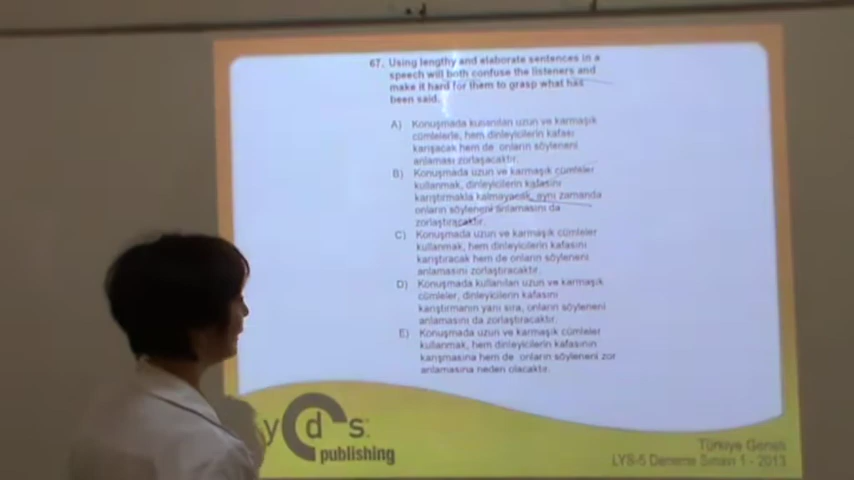 67. Using lengthy and elaborate sentences in a
speech will both confuse the listeners and
make it hard for them to grasp what has
been said.
A) Konuşmada kullanılan uzun ve karmaşık
cümlelerle, hem dinleyicilerin kafası
karışacak hem de onların söyleneni
anlaması zorlaşacaktır.
B) Konuşmada uzun ve karmaşık cümleler
kullanmak, dinleyicilerin kafasını
karıştırmakla kalmayacak, aynı zamanda
onların söyleneni anlamasını da
zorlaştıracaktır.
C) Konuşmada uzun ve karmaşık cümleler
kullanmak, hem dinleyicilerin kafasını
karıştıracak hem de onların söyleneni
anlamasını zorlaştıracaktır.
D) Konuşmada kullanılan uzun ve karmaşık
cümleler, dinleyicilerin kafasını
karıştırmanın yanı sıra, onların söyleneni
anlamasını da zorlaştıracaktır.
E) Konuşmada uzun ve karmaşık cümleler
kullanmak, hem dinleyicilerin kafasının
karışmasına hem de onların söyleneni zor
anlamasına neden olacaktır.
yds
publishing
Türkiye Geneli
LYS-5 Deneme Sınavı 1 - 2013